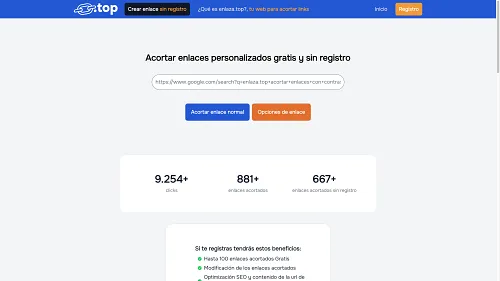 .top
Crear enlace sin registro
¿Qué es enlaza.top?, tu web para acortar links
Inicio
Registro
Acortar enlaces personalizados gratis y sin registro
https://www.google.com/search?q=enlaza.top+acortar+enlaces+con+contra
Acortar enlace normal
Opciones de enlace
9.254+
881+
667+
clicks
enlaces acortados
enlaces acortados sin registro
Si te registras tendrás estos beneficios:
Hasta 100 enlaces acortados Gratis
Modificación de los enlaces acortados
Optimización SEO y contenido de la url de